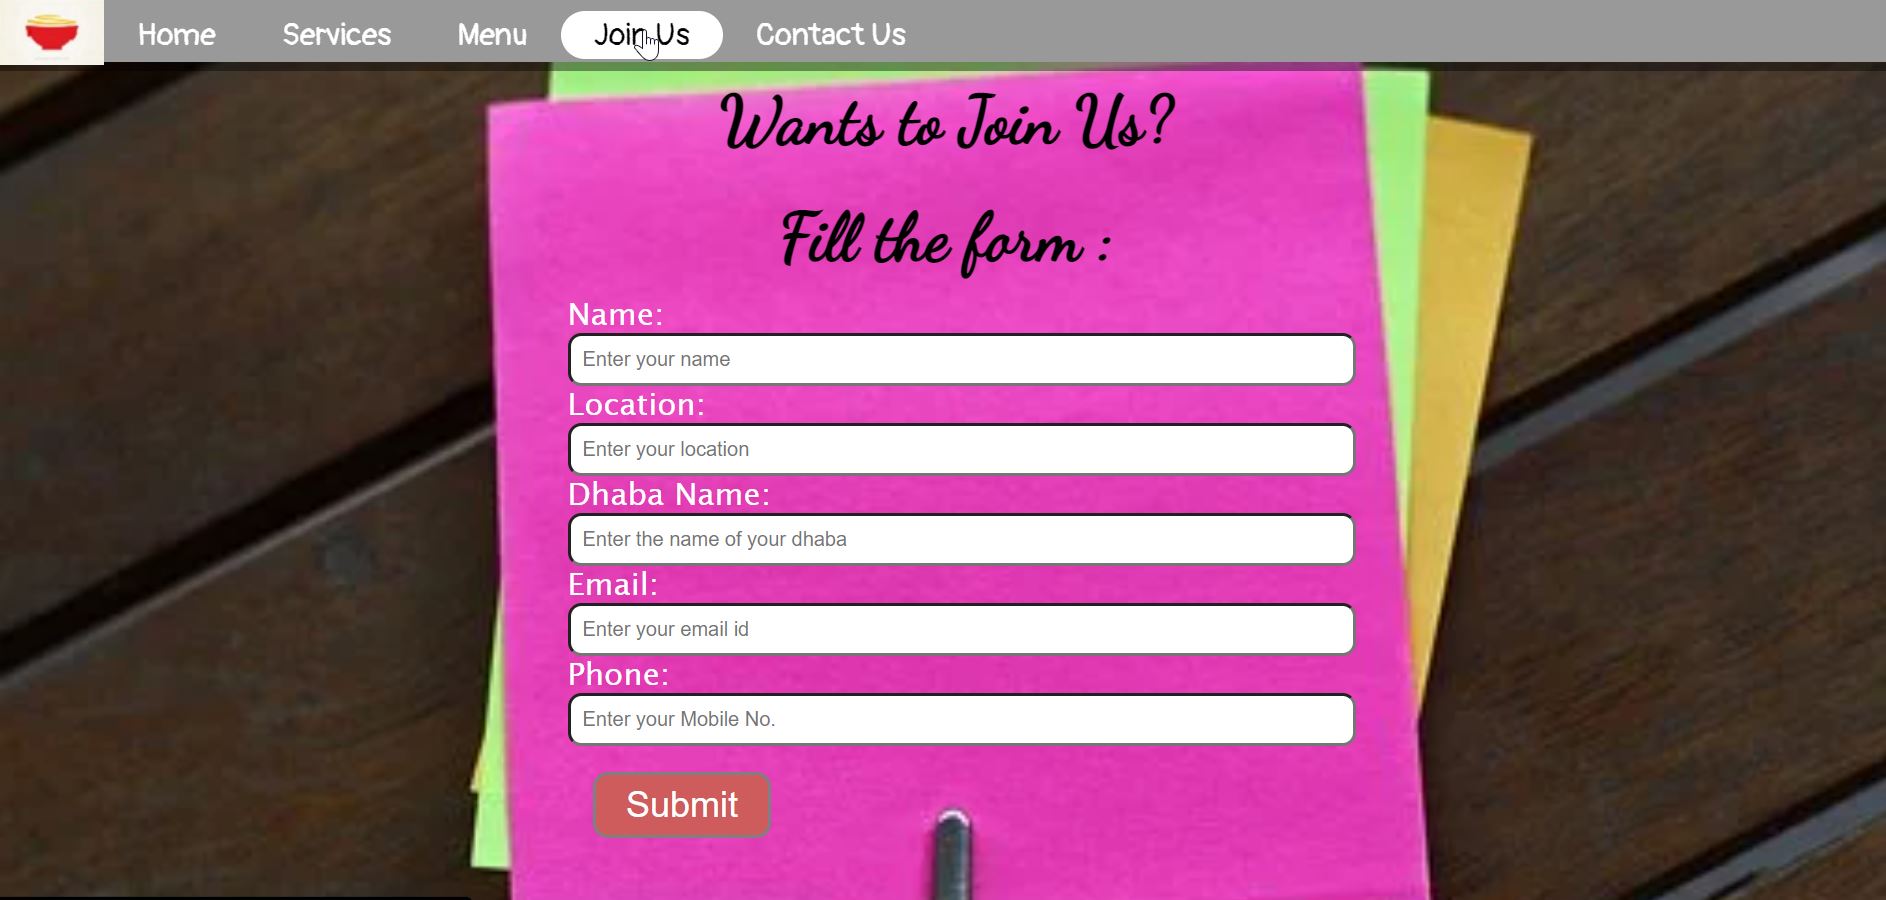 Home Services Menu Join Us Contact Us
Wants to Join Us?
Fill the form :
Name:
Enter your name
Location:
Enter your location
Dhaba Name:
Enter the name of your dhaba
Email:
Enter your email id
Phone:
Enter your Mobile No.
Submit